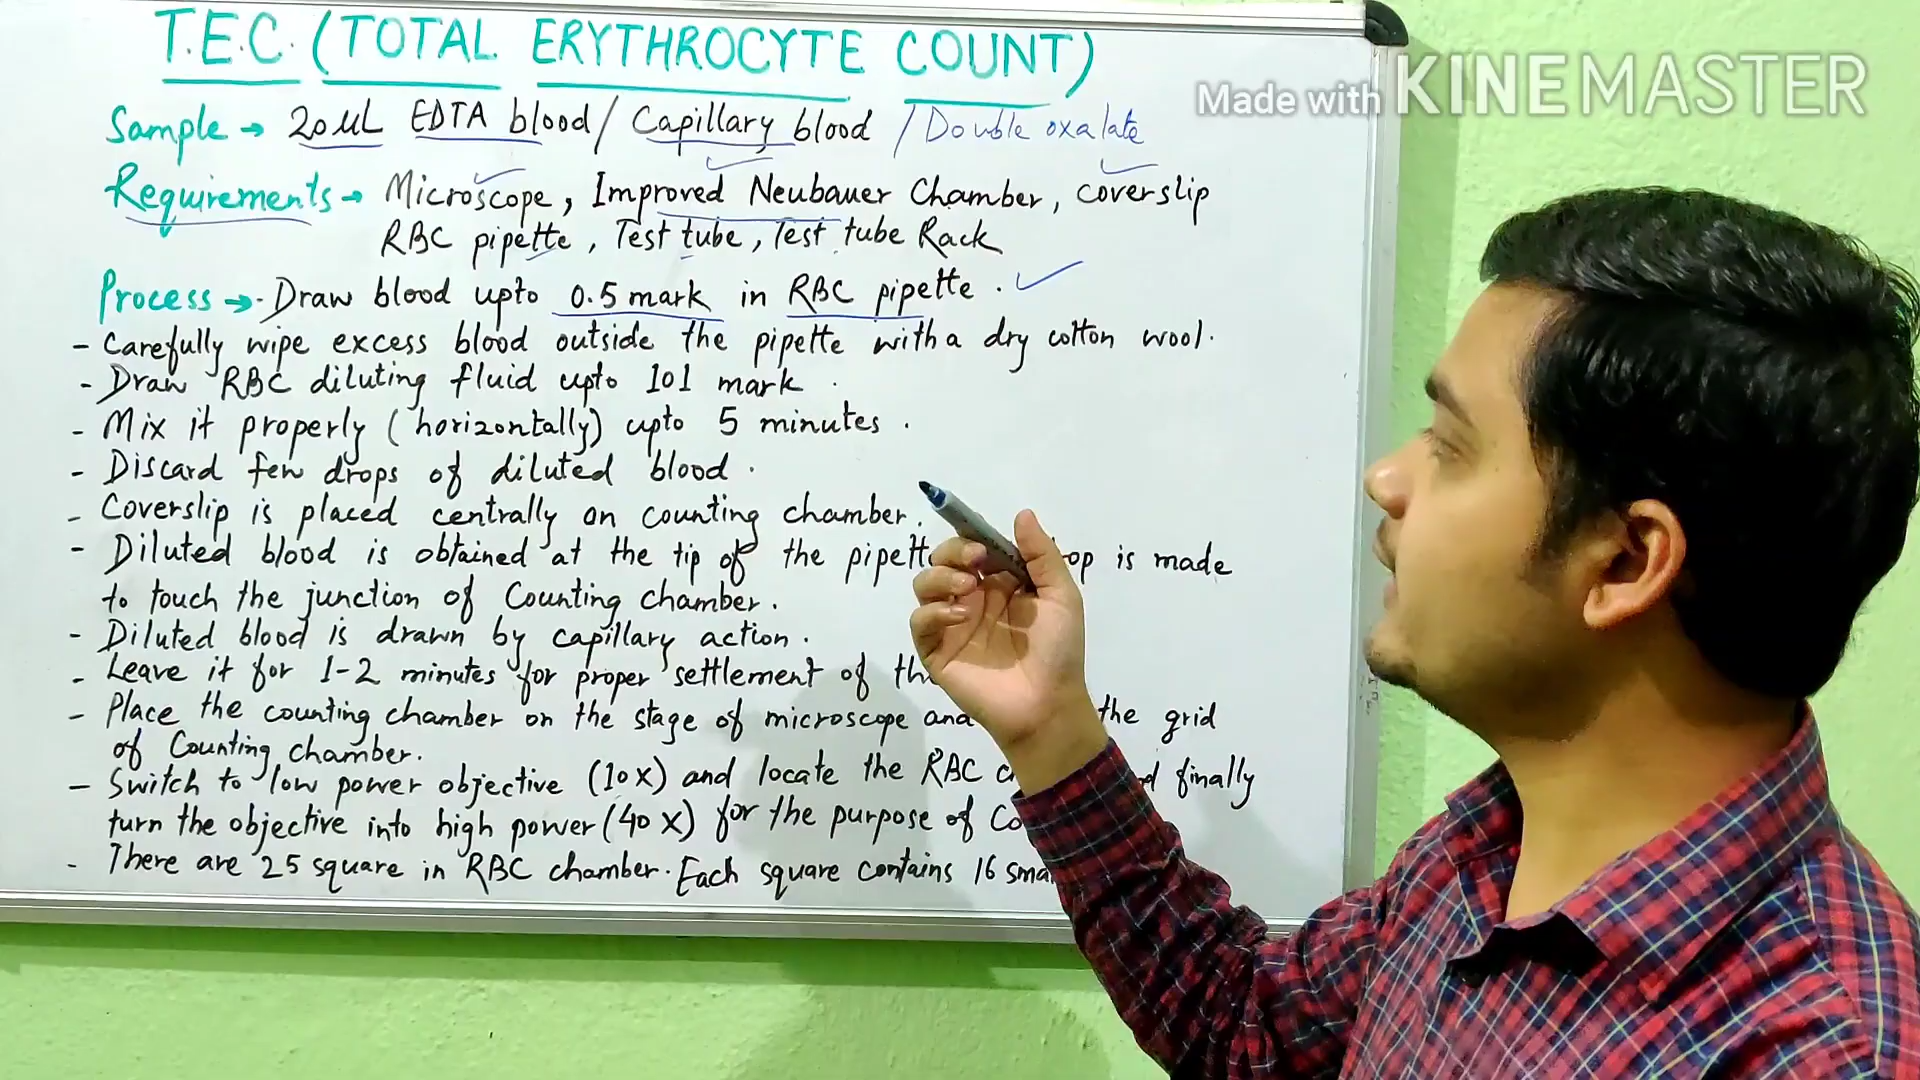 T.E.C. (TOTAL ERYTHROCYTE COUNT)
Made with KINEMASTER
Sample → 20 µL EDTA blood / Capillary blood / Double oxalate
Requirements → Microscope, Improved Neubauer Chamber, coverslip
RBC pipette, Test tube, Test tube Rack
Process → - Draw blood upto 0.5 mark in RBC pipette.
- Carefully wipe excess blood outside the pipette with a dry cotton wool.
- Draw RBC diluting fluid upto 101 mark.
- Mix it properly (horizontally) upto 5 minutes.
- Discard few drops of diluted blood.
- Coverslip is placed centrally on counting chamber.
- Diluted blood is obtained at the tip of the is made
to touch the junction of Counting chamber.
- Diluted blood is drawn by capillary action.
- Leave it for 1-2 minutes for proper settlement of
- Place the counting chamber on the stage of microscope and the grid
of Counting chamber.
- Switch to low power objective (10x) and locate the RBC finally
turn the objective into high power (40x) for the purpose of
- There are 25 square in RBC chamber. Each square contains 16